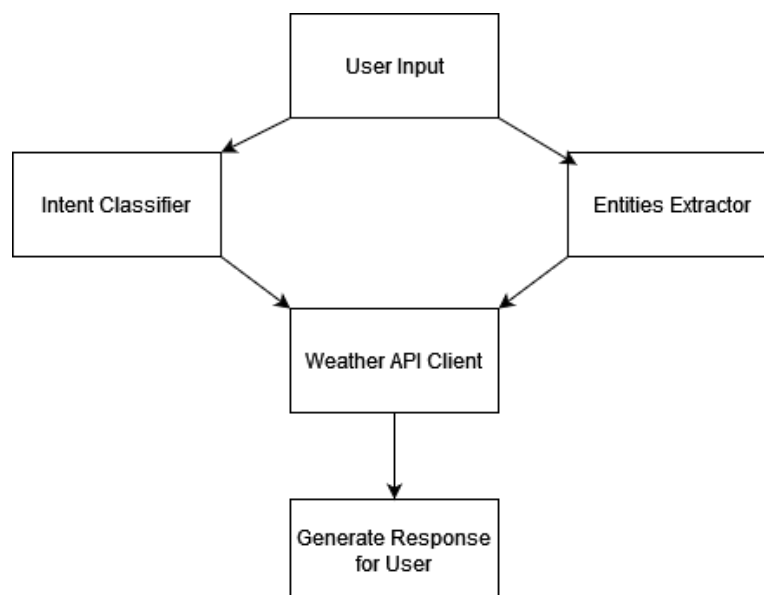 User Input
Intent Classifier
Entities Extractor
Weather API Client
Generate Response
for User